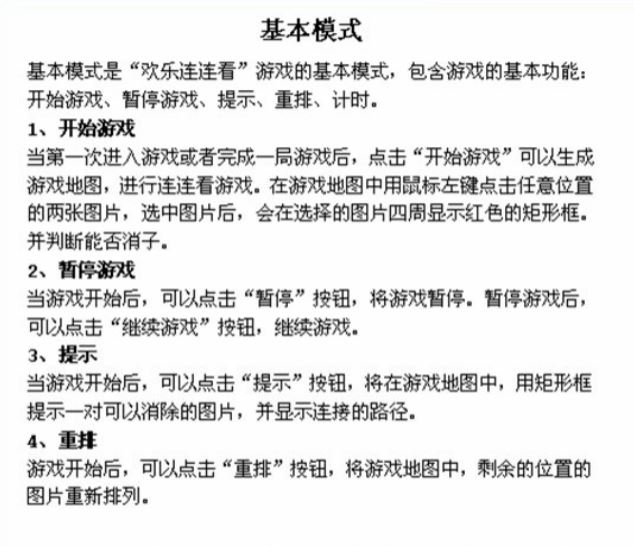 基本模式
基本模式是“欢乐连连看”游戏的基本模式，包含游戏的基本功能：
开始游戏、暂停游戏、提示、重排、计时。
1、开始游戏
当第一次进入游戏或者完成一局游戏后，点击“开始游戏”可以生成
游戏地图，进行连连看游戏。在游戏地图中用鼠标左键点击任意位置
的两张图片，选中图片后，会在选择的图片四周显示红色的矩形框。
并判断能否消子。
2、暂停游戏
当游戏开始后，可以点击“暂停”按钮，将游戏暂停。暂停游戏后，
可以点击“继续游戏”按钮，继续游戏。
3、提示
当游戏开始后，可以点击“提示”按钮，将在游戏地图中，用矩形框
提示一对可以消除的图片，并显示连接的路径。
4、重排
游戏开始后，可以点击“重排”按钮，将游戏地图中，剩余的位置的
图片重新排列。